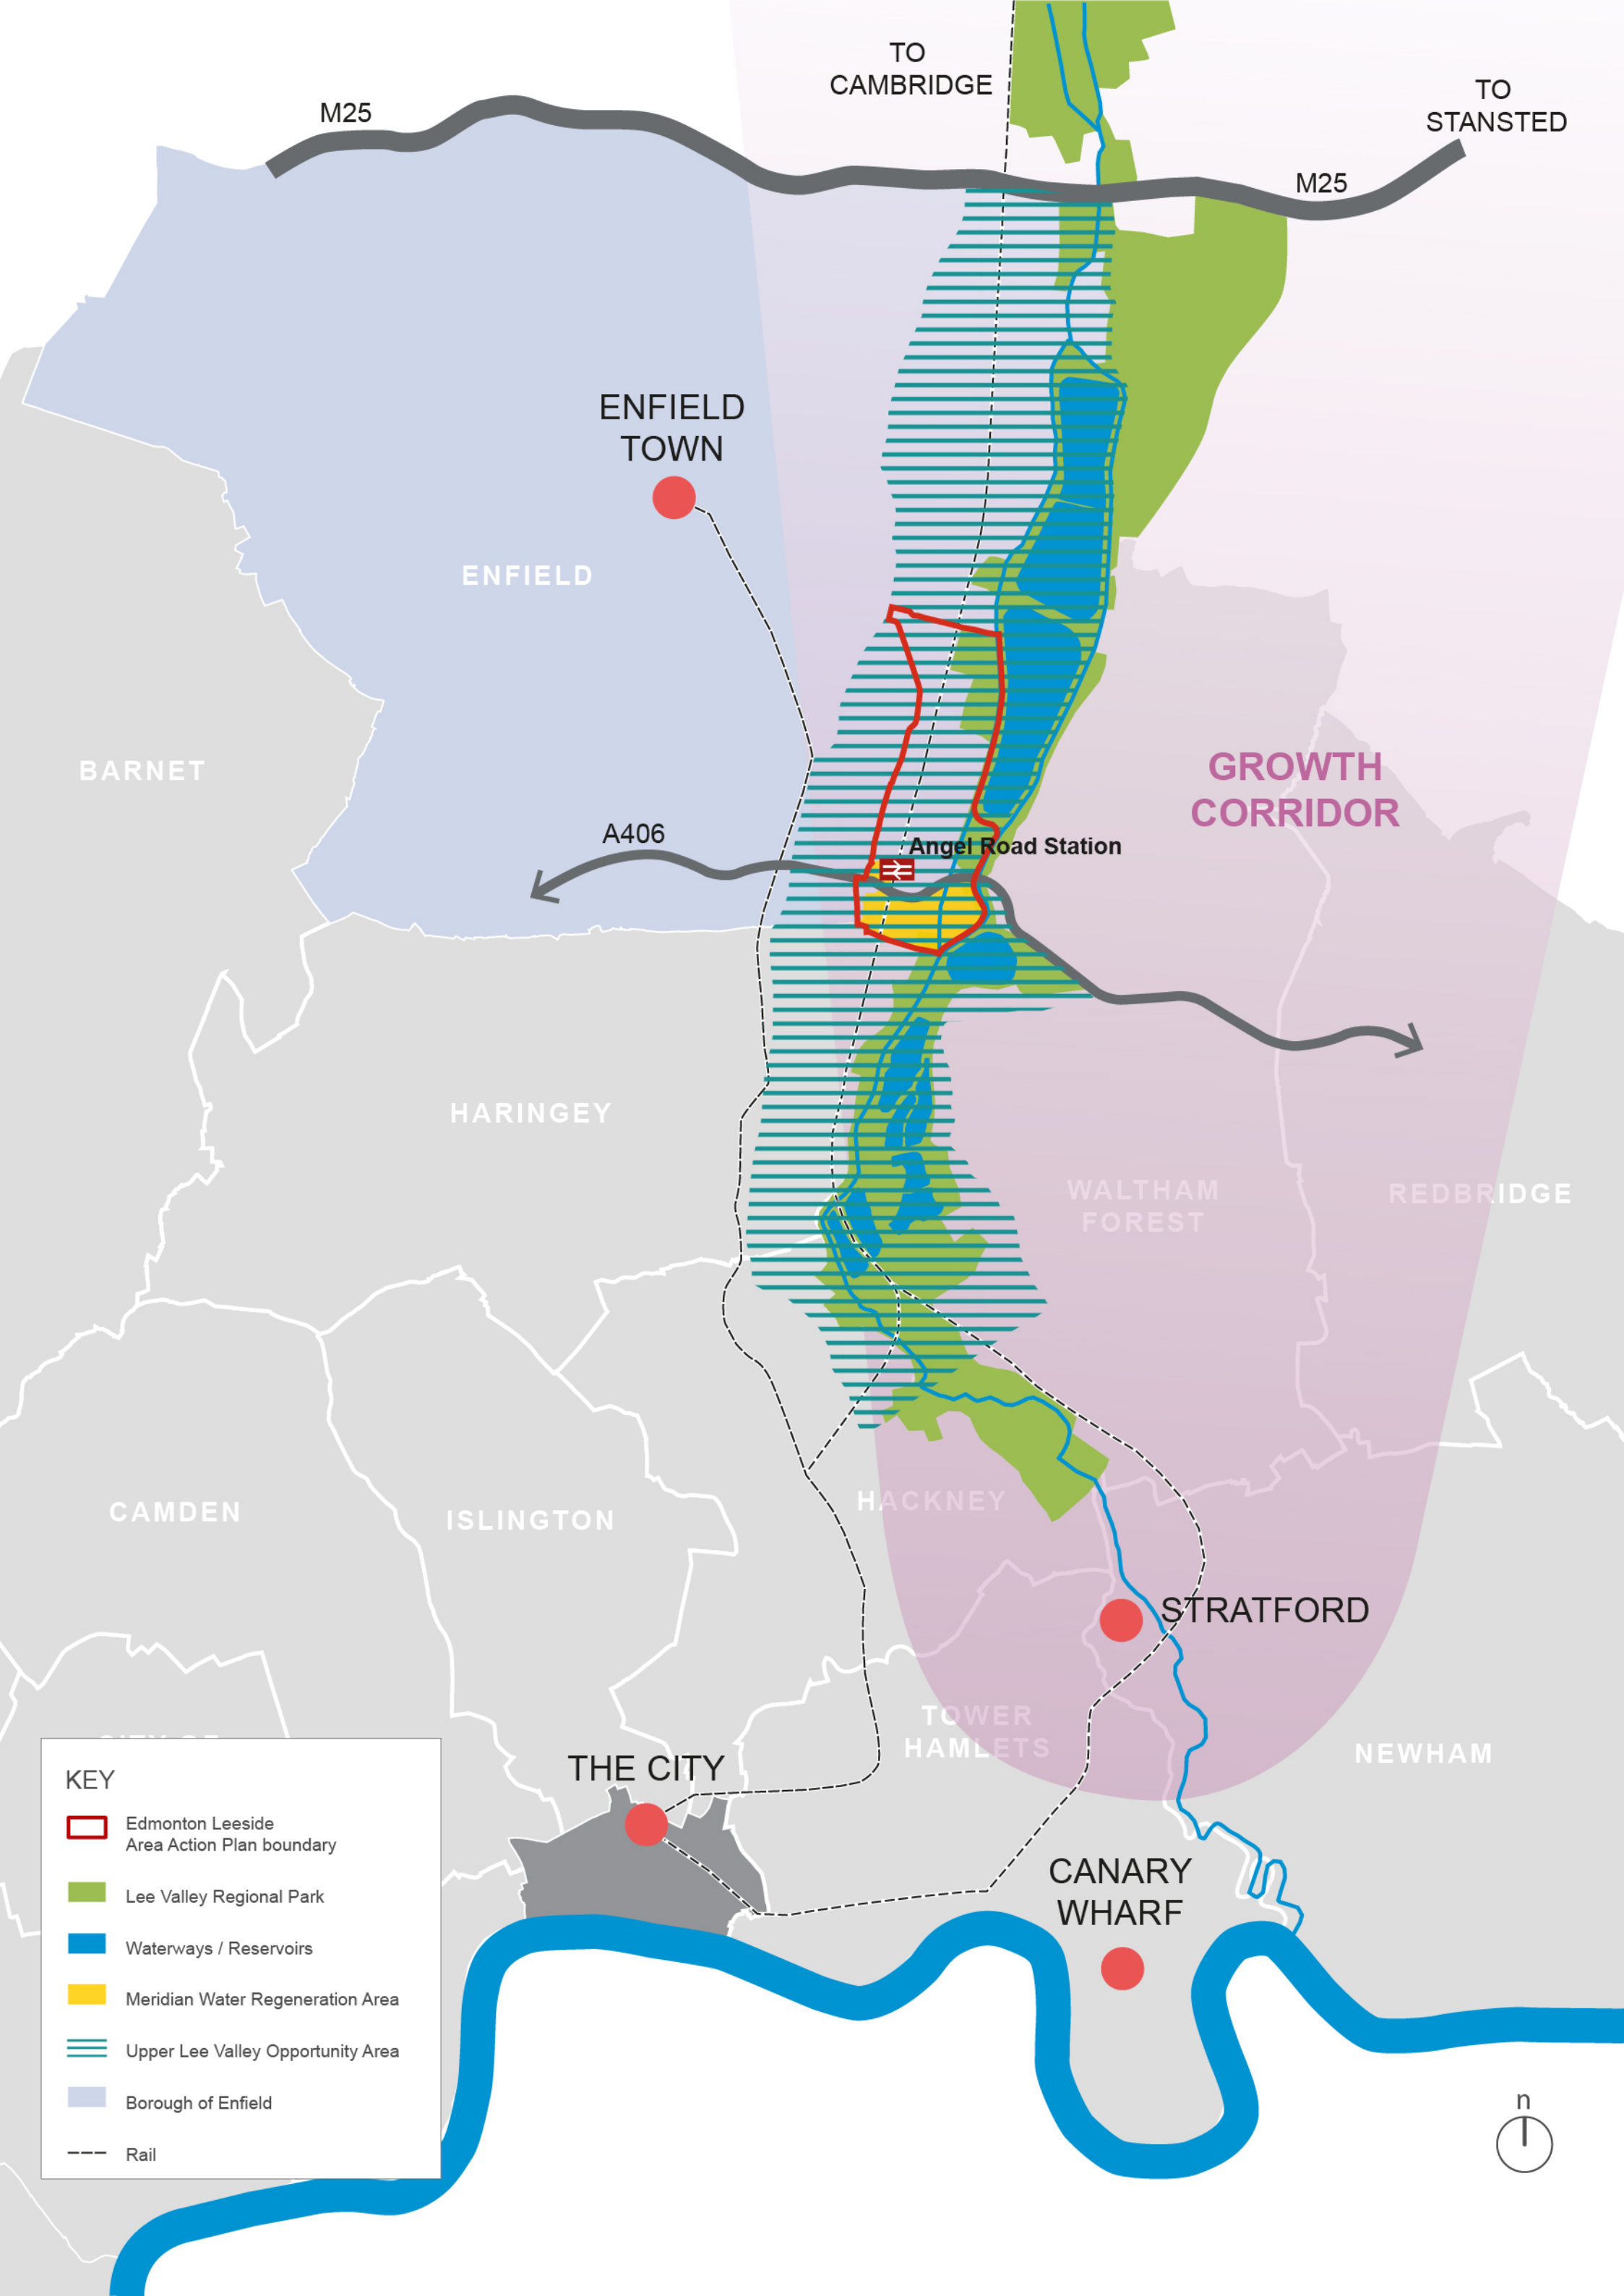 TO
CAMBRIDGE
TO
STANSTED
M25
M25
ENFIELD
TOWN
ENFIELD
BARNET
GROWTH
CORRIDOR
A406
Angel Road Station
HARINGEY
WALTHAM
FOREST
REDBRIDGE
HACKNEY
CAMDEN
ISLINGTON
STRATFORD
TOWER
HAMLETS
NEWHAM
THE CITY
CANARY
WHARF
KEY
Edmonton Leeside
Area Action Plan boundary
Lee Valley Regional Park
Waterways / Reservoirs
Meridian Water Regeneration Area
Upper Lee Valley Opportunity Area
Borough of Enfield
Rail
n